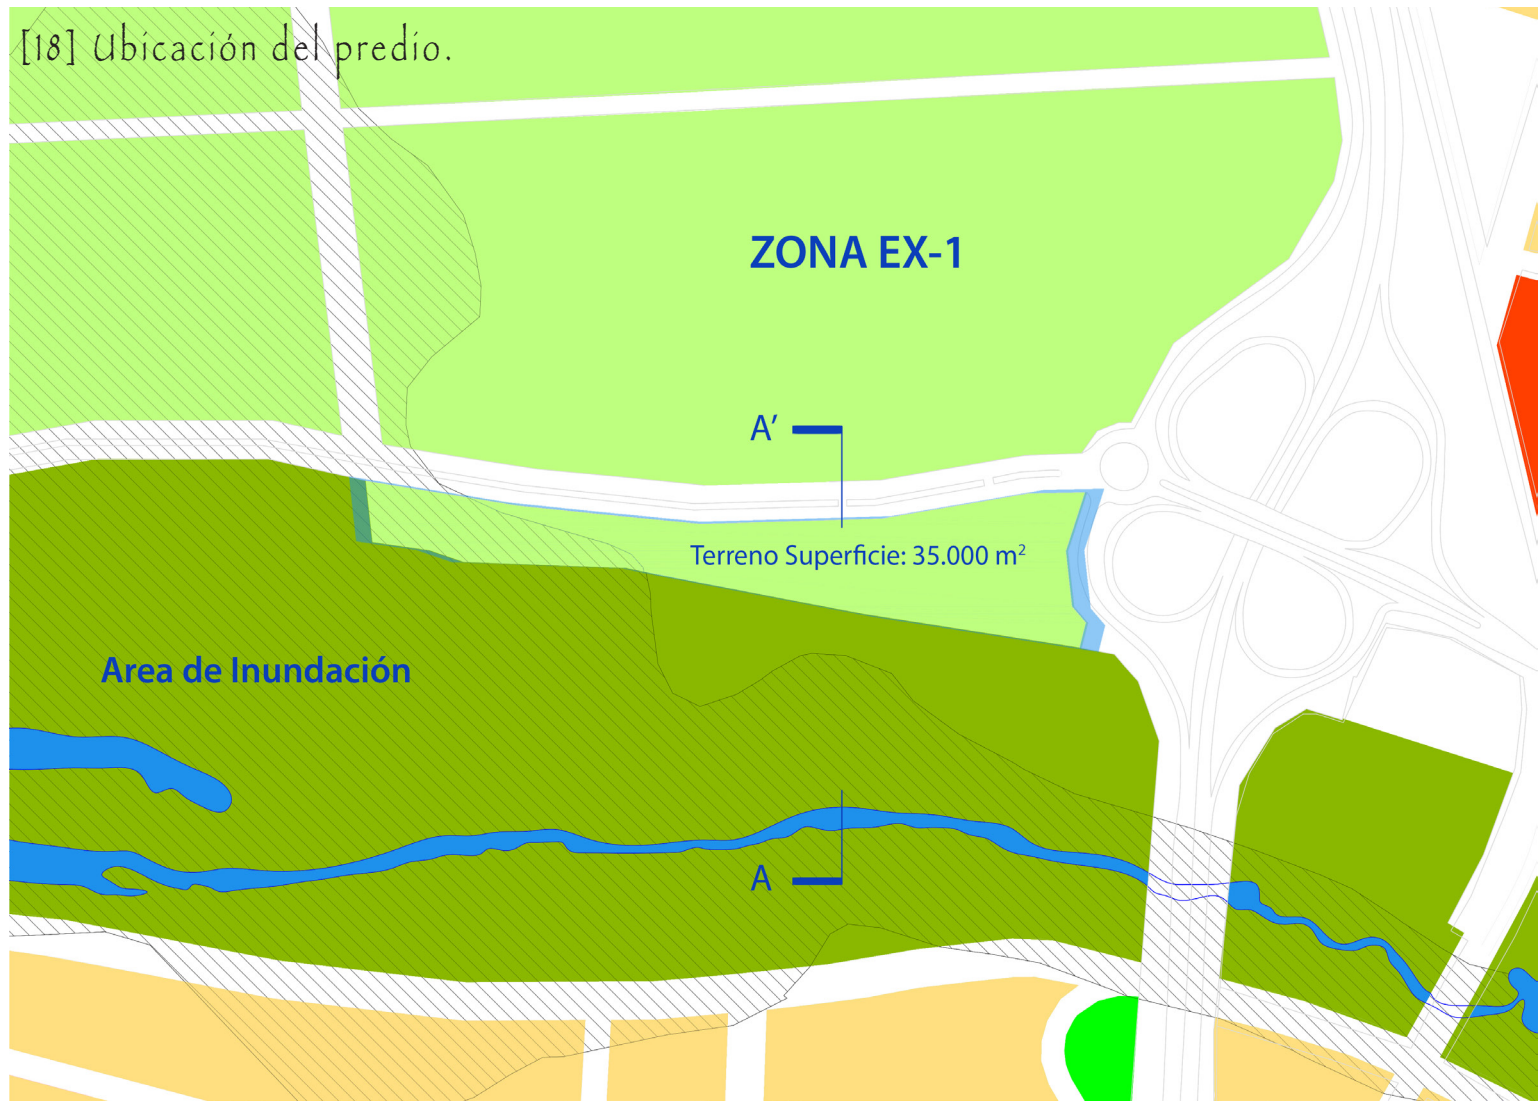 [18] Ubicación del predio.
ZONA EX-1
A’
Terreno Superficie: 35.000 m²
Area de Inundación
A